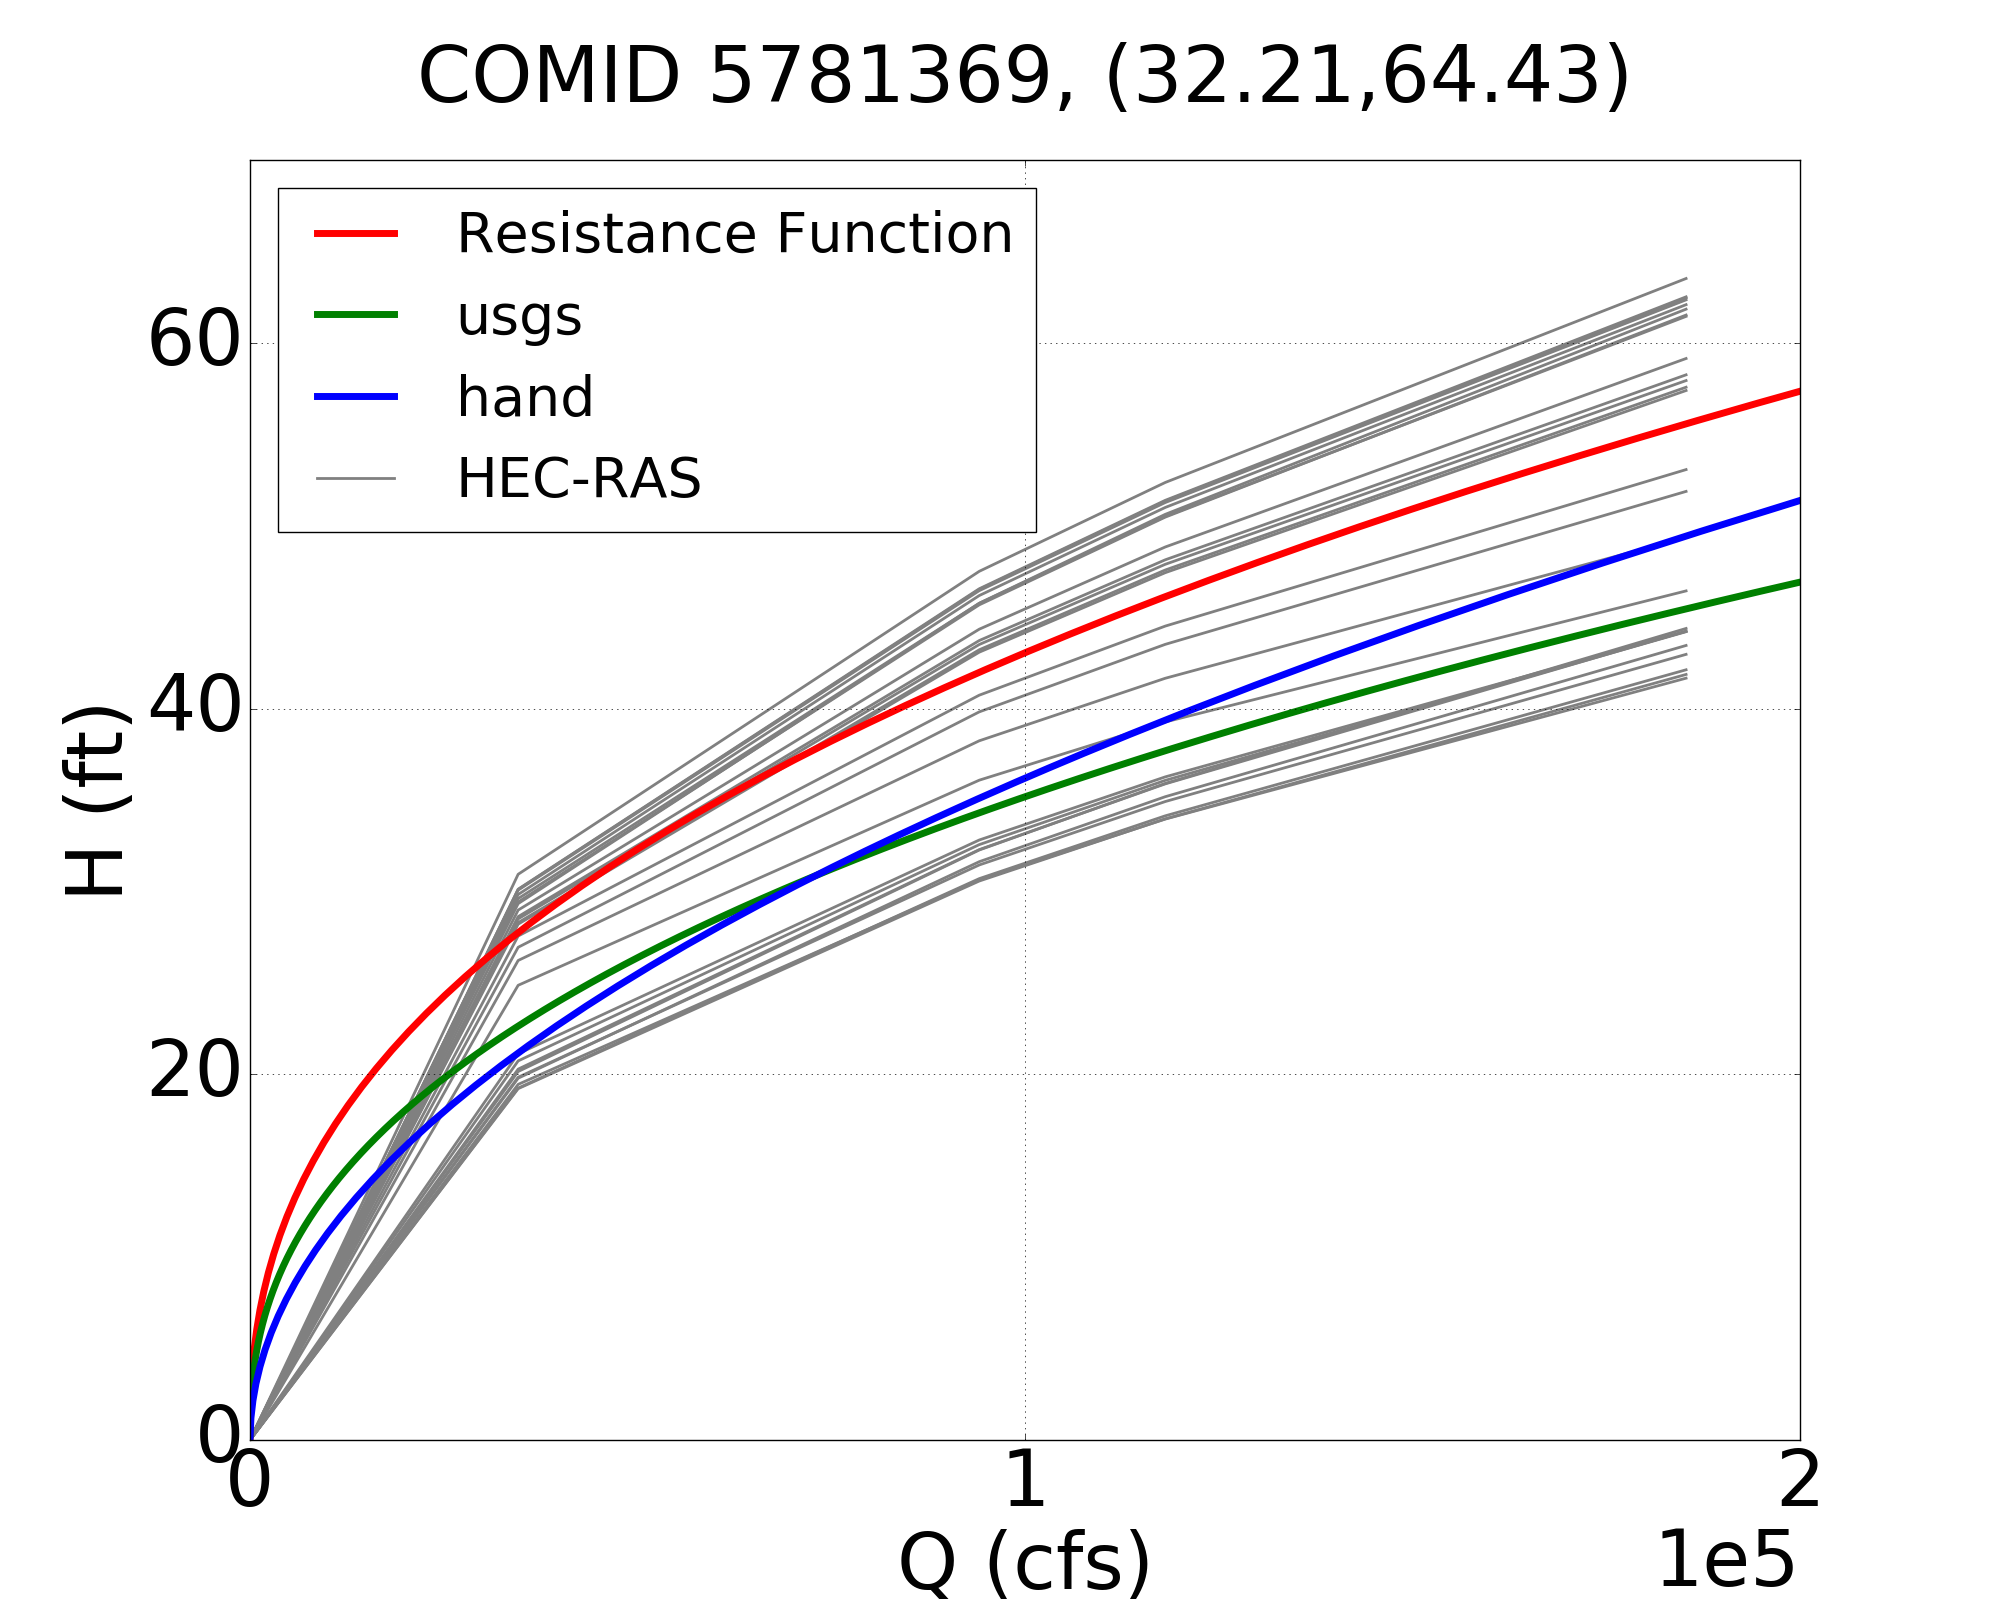 COMID 5781369, (32.21,64.43)
Resistance Function
usgs
hand
HEC-RAS
60
40
20
0
H (ft)
0 1 2
Q (cfs)
1e5